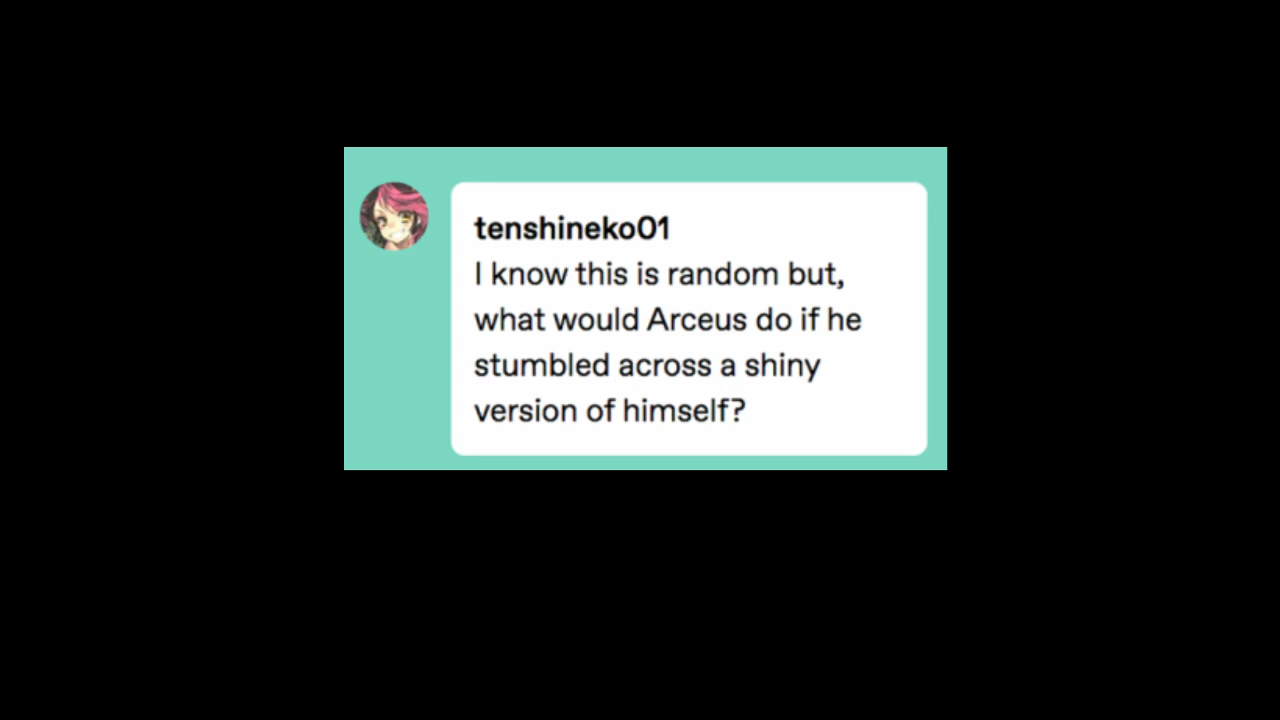 tenshineko01
I know this is random but,
what would Arceus do if he
stumbled across a shiny
version of himself?